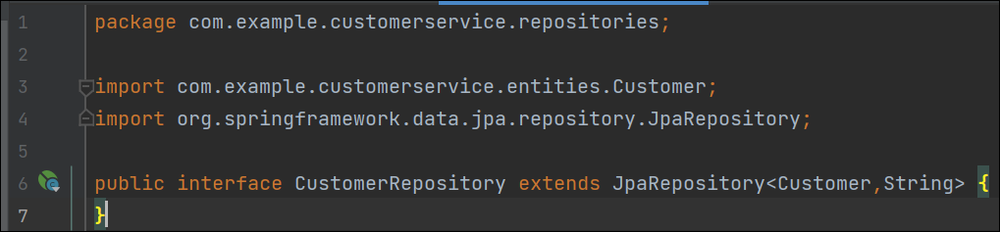 1 package com.example.customerservice.repositories;
2
3 import com.example.customerservice.entities.Customer;
4 import org.springframework.data.jpa.repository.JpaRepository;
5
6 public interface CustomerRepository extends JpaRepository<Customer,String> {
7 }